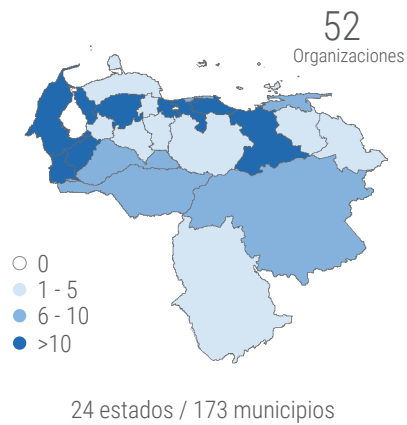 52
Organizaciones
0
1 - 5
6 - 10
>10
24 estados / 173 municipios